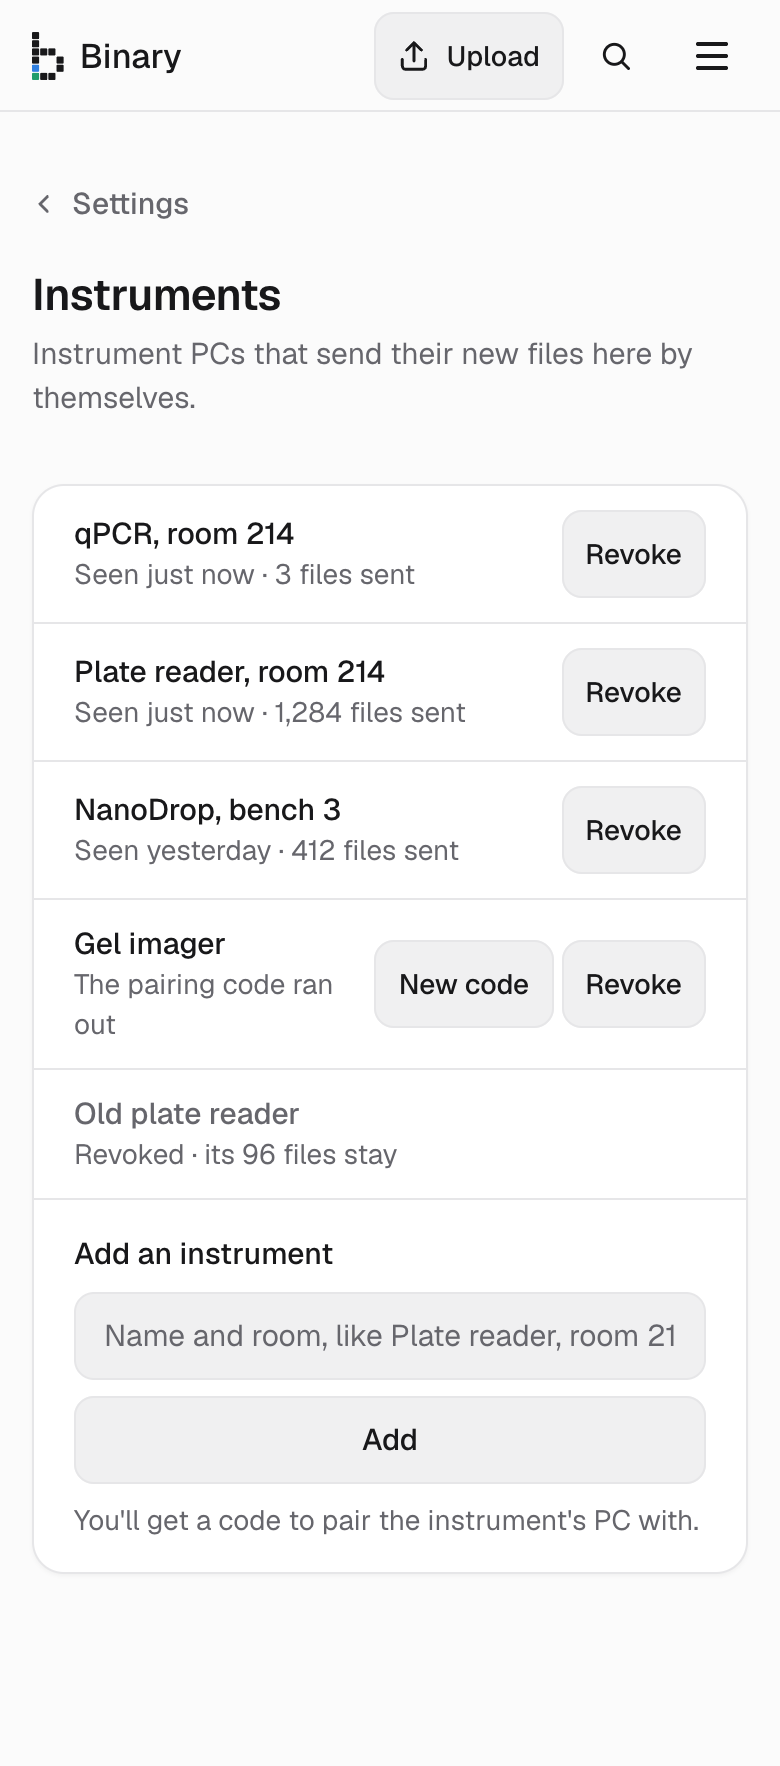 Binary
Upload
Settings
Instruments
Instrument PCs that send their new files here by
themselves.
qPCR, room 214
Seen just now · 3 files sent
Revoke
Plate reader, room 214
Seen just now · 1,284 files sent
Revoke
NanoDrop, bench 3
Seen yesterday · 412 files sent
Revoke
Gel imager
The pairing code ran
out
New code
Revoke
Old plate reader
Revoked · its 96 files stay
Add an instrument
Name and room, like Plate reader, room 21
Add
You'll get a code to pair the instrument's PC with.